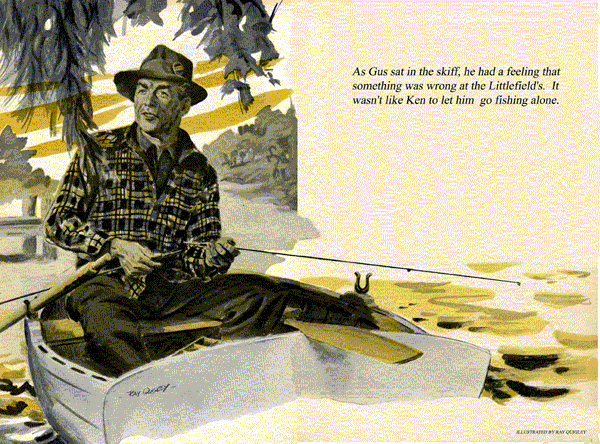 As Gus sat in the skiff, he had a feeling that
something was wrong at the Littlefield's. It
wasn't like Ken to let him go fishing alone.
RAY QUIGLEY
ILLUSTRATED BY RAY QUIGLEY